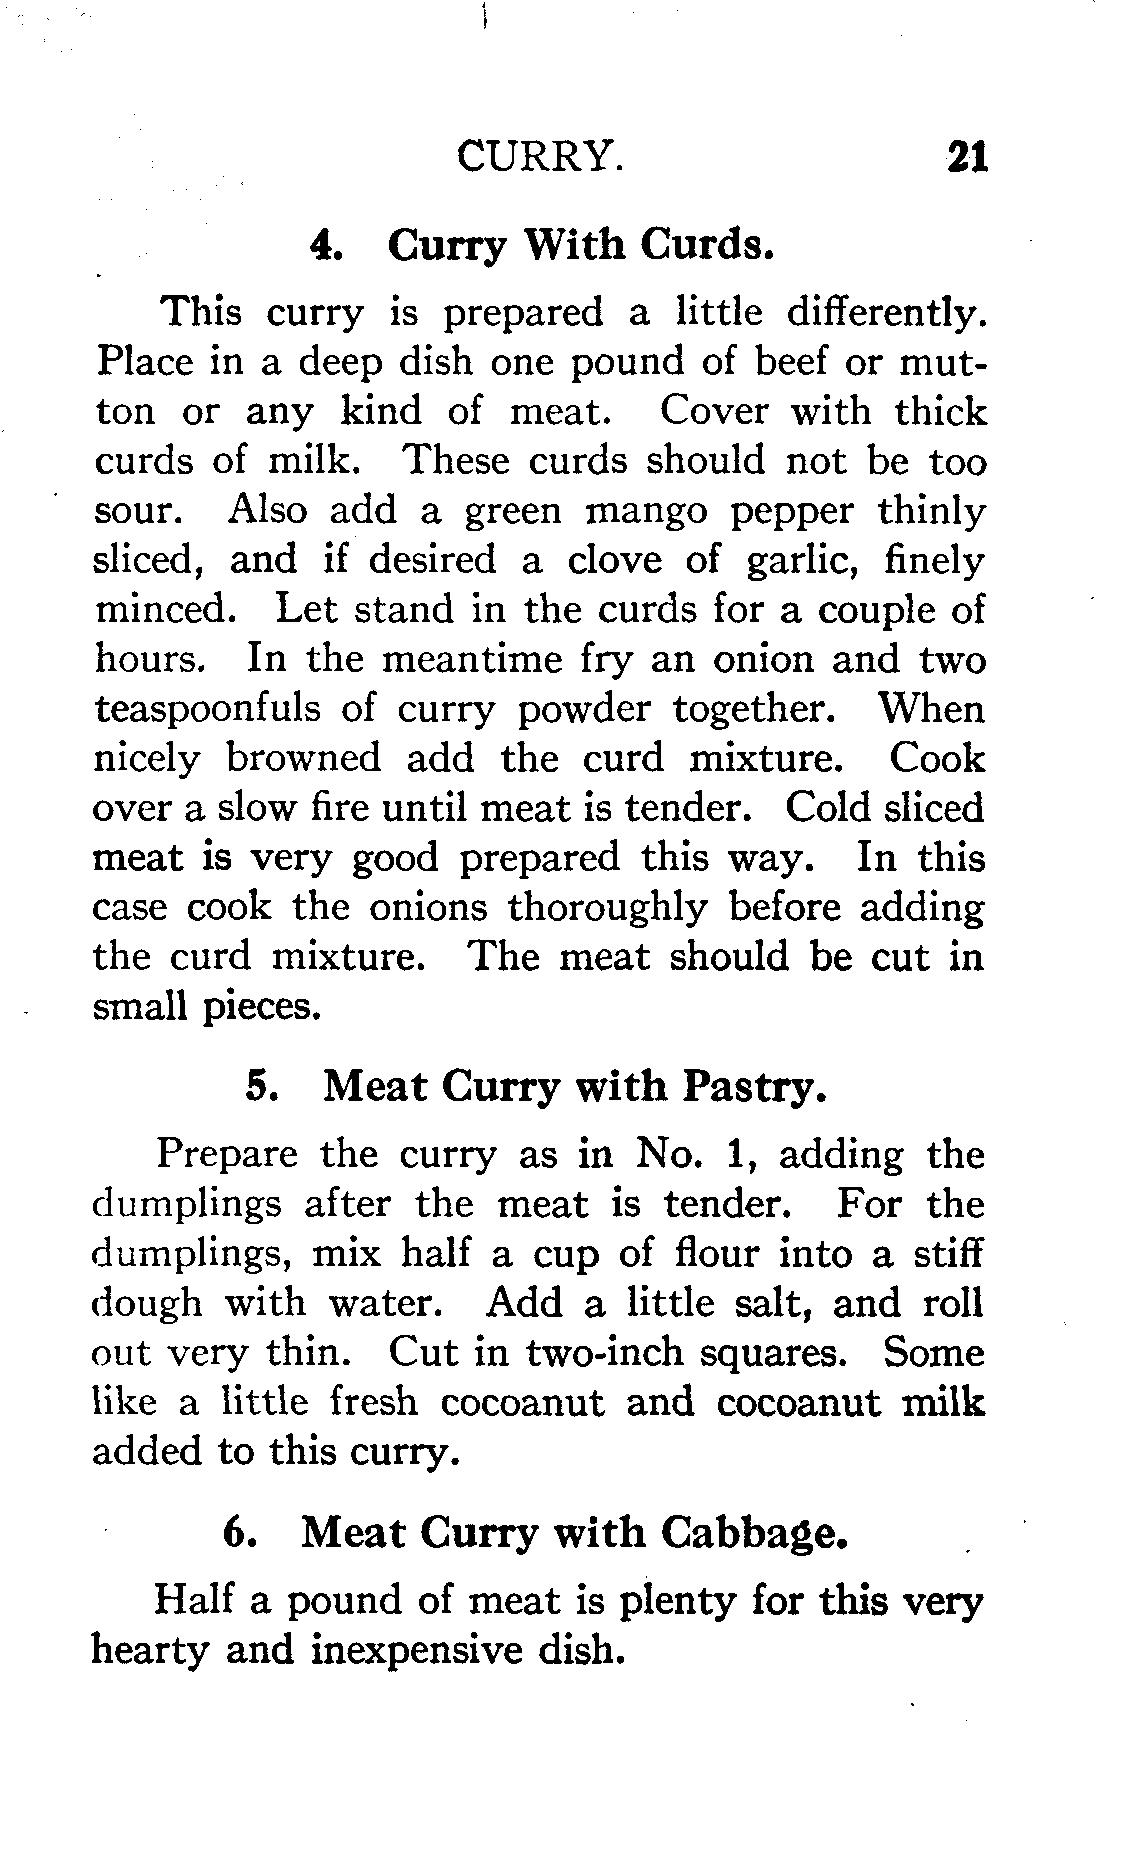 CURRY. 21
4. Curry With Curds.
This curry is prepared a little differently.
Place in a deep dish one pound of beef or mut-
ton or any kind of meat. Cover with thick
curds of milk. These curds should not be too
sour. Also add a green mango pepper thinly
sliced, and if desired a clove of garlic, finely
minced. Let stand in the curds for a couple of
hours. In the meantime fry an onion and two
teaspoonfuls of curry powder together. When
nicely browned add the curd mixture. Cook
over a slow fire until meat is tender. Cold sliced
meat is very good prepared this way. In this
case cook the onions thoroughly before adding
the curd mixture. The meat should be cut in
small pieces.
5. Meat Curry with Pastry.
Prepare the curry as in No. 1, adding the
dumplings after the meat is tender. For the
dumplings, mix half a cup of flour into a stiff
dough with water. Add a little salt, and roll
out very thin. Cut in two-inch squares. Some
like a little fresh cocoanut and cocoanut milk
added to this curry.
6. Meat Curry with Cabbage.
Half a pound of meat is plenty for this very
hearty and inexpensive dish.